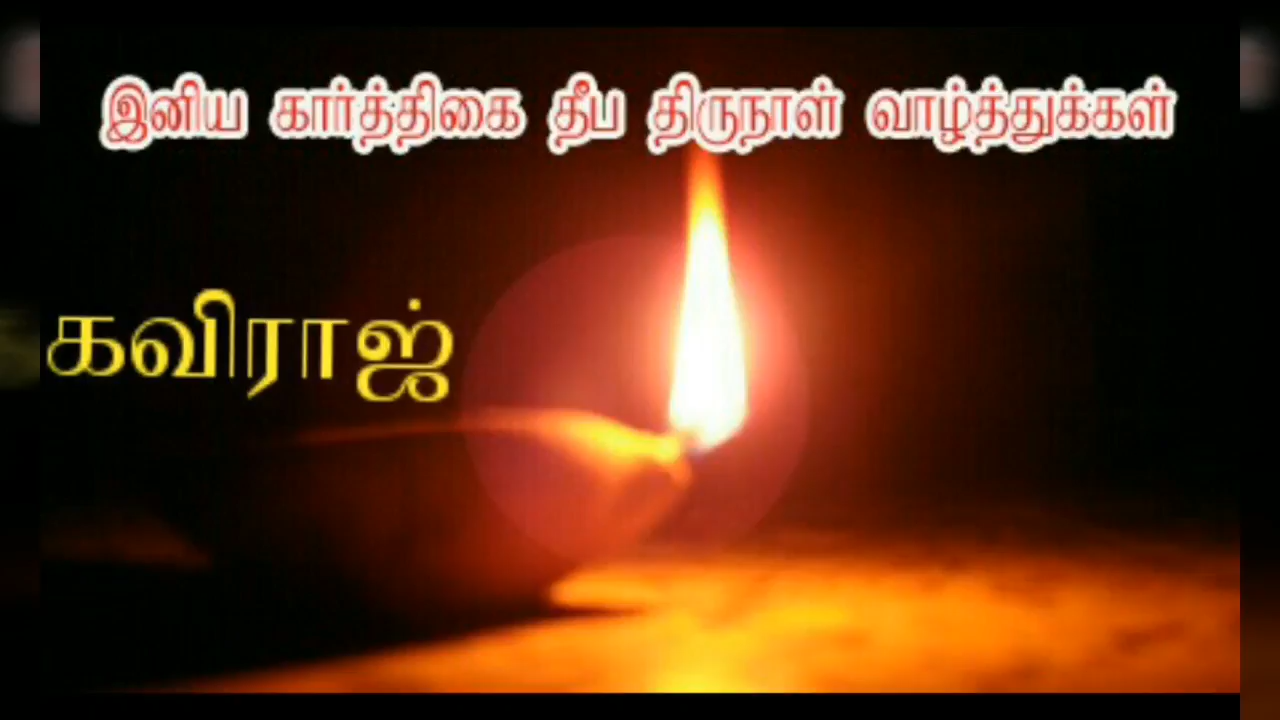 இனிய கார்த்திகை தீப திருநாள் வாழ்த்துக்கள்
கவிராஜ்